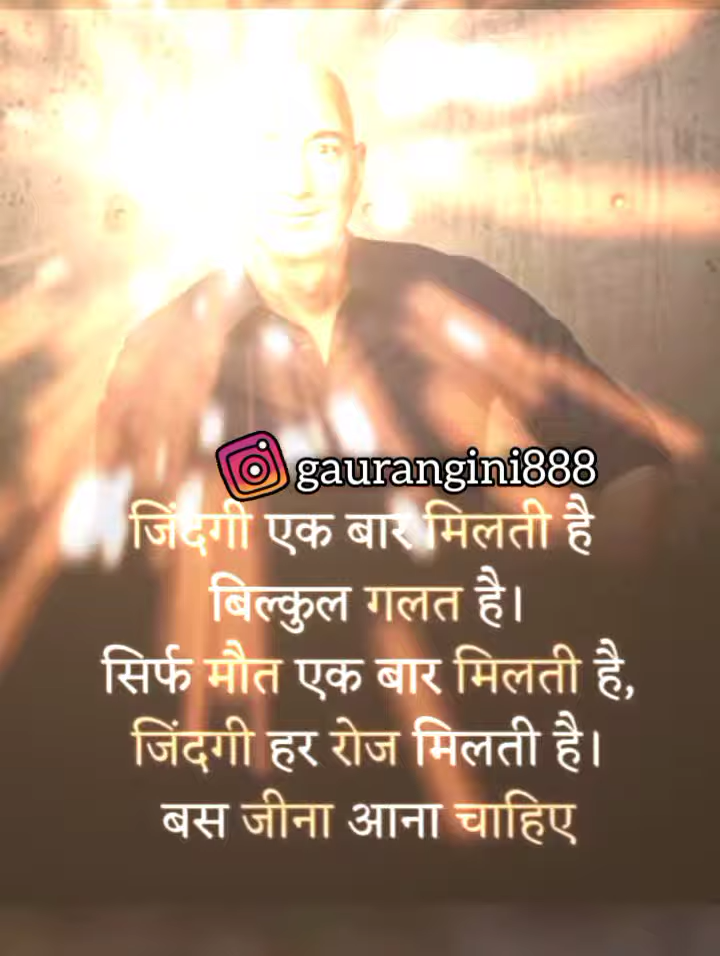 gaurangini888
जिंदगी एक बार मिलती है
बिल्कुल गलत है।
सिर्फ मौत एक बार मिलती है,
जिंदगी हर रोज मिलती है।
बस जीना आना चाहिए